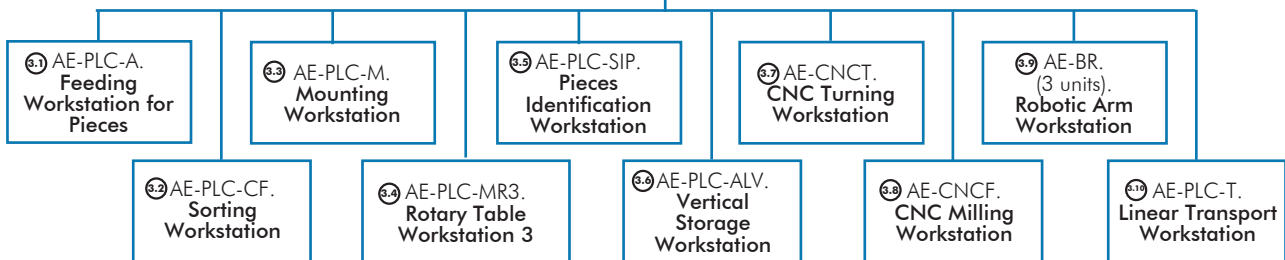 3.1 AE-PLC-A.
Feeding
Workstation for
Pieces
3.3 AE-PLC-M.
Mounting
Workstation
3.5 AE-PLC-SIP.
Pieces
Identification
Workstation
3.7 AE-CNCT.
CNC Turning
Workstation
3.9 AE-BR.
(3 units).
Robotic Arm
Workstation
3.2 AE-PLC-CF.
Sorting
Workstation
3.4 AE-PLC-MR3.
Rotary Table
Workstation 3
3.6 AE-PLC-ALV.
Vertical
Storage
Workstation
3.8 AE-CNCF.
CNC Milling
Workstation
3.10 AE-PLC-T.
Linear Transport
Workstation